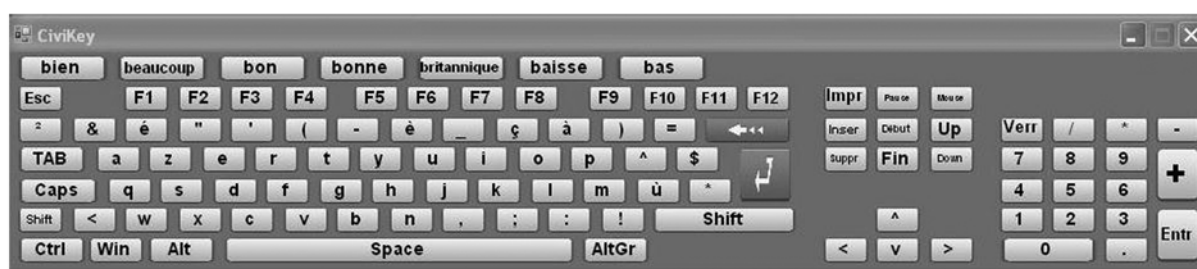 CiviKey
bien beaucoup bon bonne britannique baisse bas
Esc F1 F2 F3 F4 F5 F6 F7 F8 F9 F10 F11 F12 Impr Pause Mouse
² & é " ' ( - è _ ç à ) = Inser Début Up Verr / * -
TAB a z e r t y u i o p ^ $ Suppr Fin Down 7 8 9 +
Caps q s d f g h j k l m ù * 4 5 6
Shift < w x c v b n , ; : ! Shift ^ 1 2 3 Entr
Ctrl Win Alt Space AltGr < v > 0 .